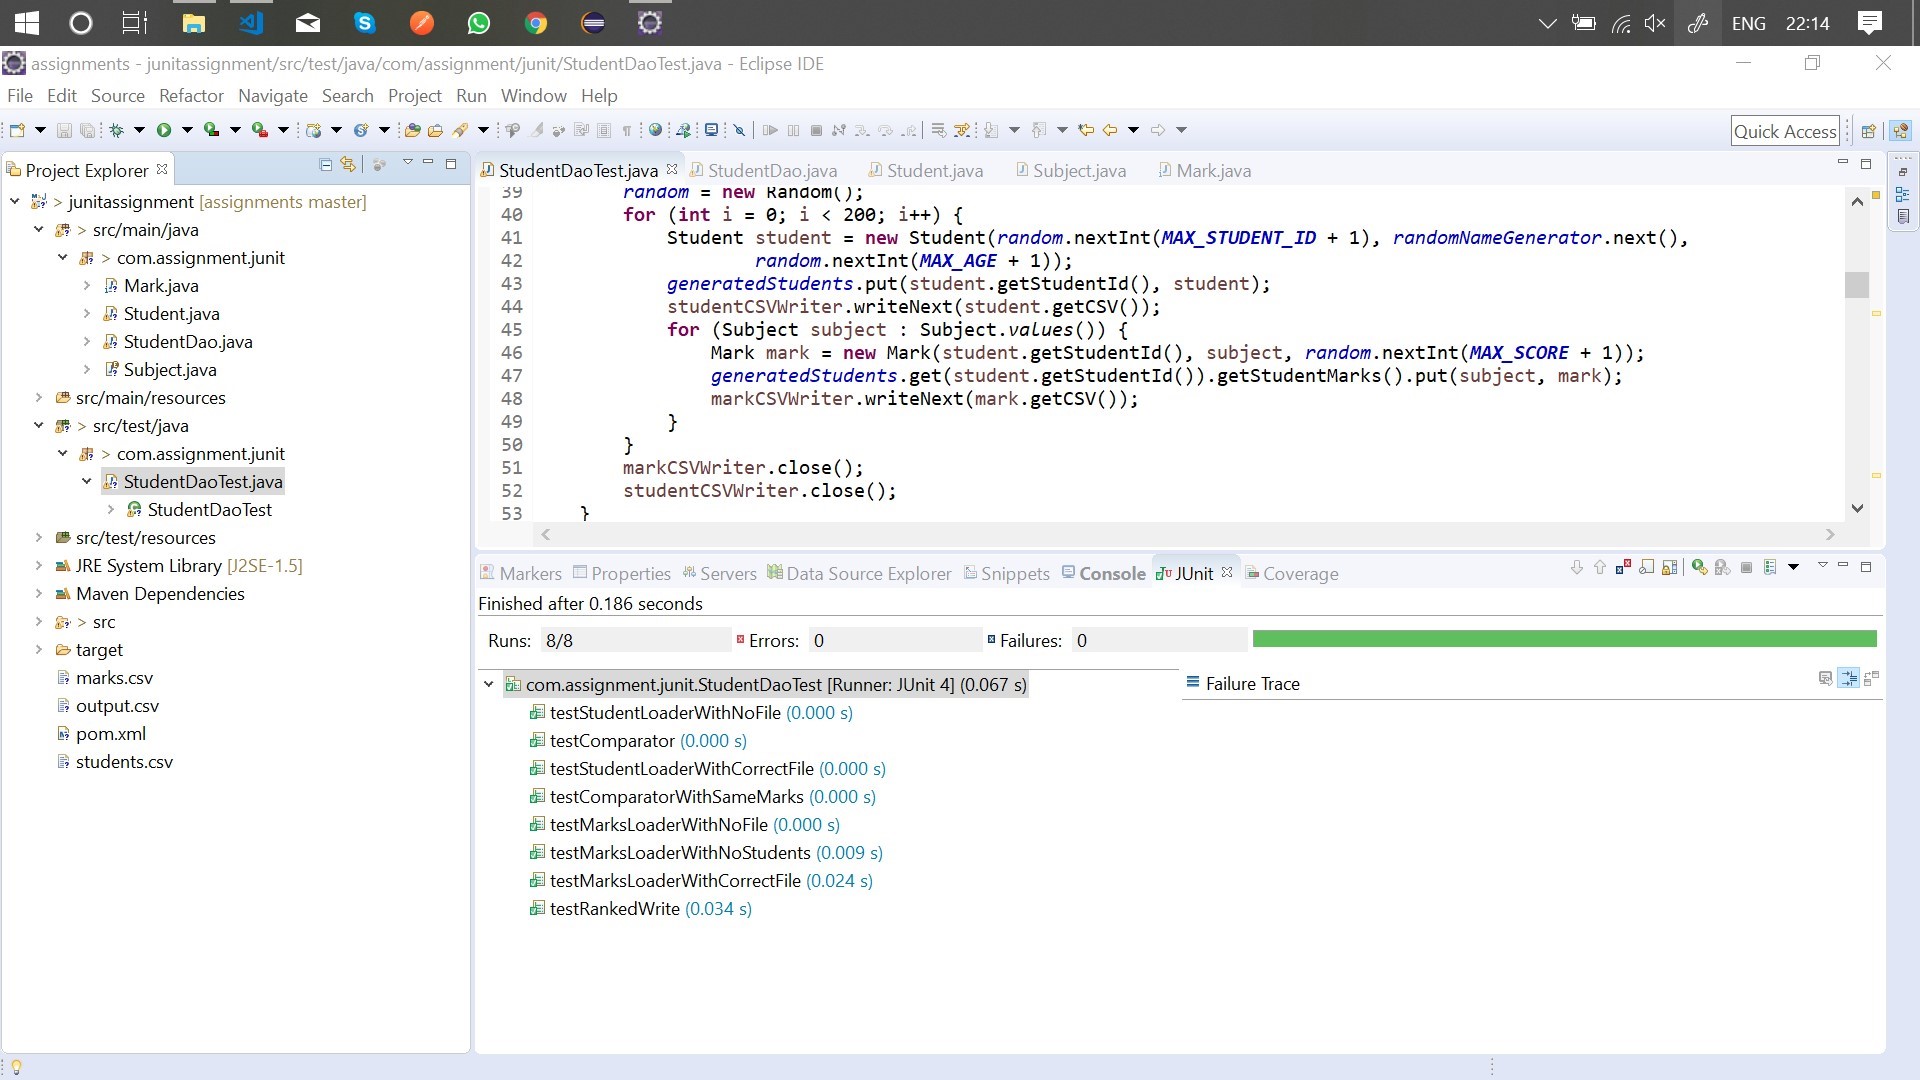 ENG 22:14
assignments - junitassignment/src/test/java/com/assignment/junit/StudentDaoTest.java - Eclipse IDE
File Edit Source Refactor Navigate Search Project Run Window Help
Quick Access
Project Explorer
junitassignment [assignments master]
> src/main/java
> com.assignment.junit
Mark.java
Student.java
StudentDao.java
Subject.java
src/main/resources
> src/test/java
> com.assignment.junit
StudentDaoTest.java
StudentDaoTest
src/test/resources
JRE System Library [J2SE-1.5]
Maven Dependencies
> src
target
marks.csv
output.csv
pom.xml
students.csv
StudentDaoTest.java StudentDao.java Student.java Subject.java Mark.java
39 random = new Random();
40 for (int i = 0; i < 200; i++) {
41 Student student = new Student(random.nextInt(MAX_STUDENT_ID + 1), randomNameGenerator.next(),
42 random.nextInt(MAX_AGE + 1));
43 generatedStudents.put(student.getStudentId(), student);
44 studentCSVWriter.writeNext(student.getCSV());
45 for (Subject subject : Subject.values()) {
46 Mark mark = new Mark(student.getStudentId(), subject, random.nextInt(MAX_SCORE + 1));
47 generatedStudents.get(student.getStudentId()).getStudentMarks().put(subject, mark);
48 markCSVWriter.writeNext(mark.getCSV());
49 }
50 }
51 markCSVWriter.close();
52 studentCSVWriter.close();
53 }
Markers Properties Servers Data Source Explorer Snippets Console JUnit Coverage
Finished after 0.186 seconds
Runs: 8/8 Errors: 0 Failures: 0
com.assignment.junit.StudentDaoTest [Runner: JUnit 4] (0.067 s)
testStudentLoaderWithNoFile (0.000 s)
testComparator (0.000 s)
testStudentLoaderWithCorrectFile (0.000 s)
testComparatorWithSameMarks (0.000 s)
testMarksLoaderWithNoFile (0.000 s)
testMarksLoaderWithNoStudents (0.009 s)
testMarksLoaderWithCorrectFile (0.024 s)
testRankedWrite (0.034 s)
Failure Trace